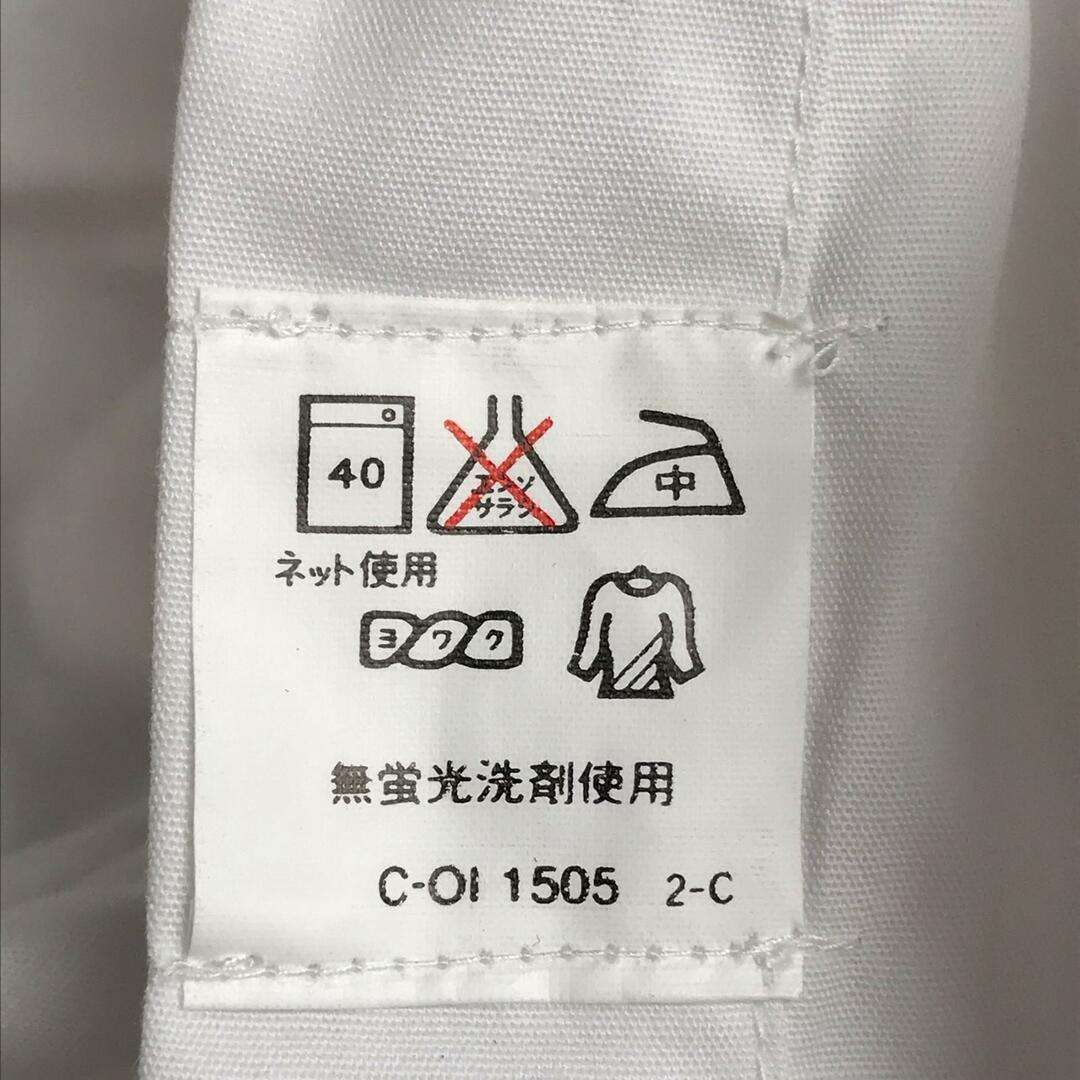 40
エンソ
サラシ
中
ネット使用
ヨワク
無蛍光洗剤使用
C-OI 1505 2-C